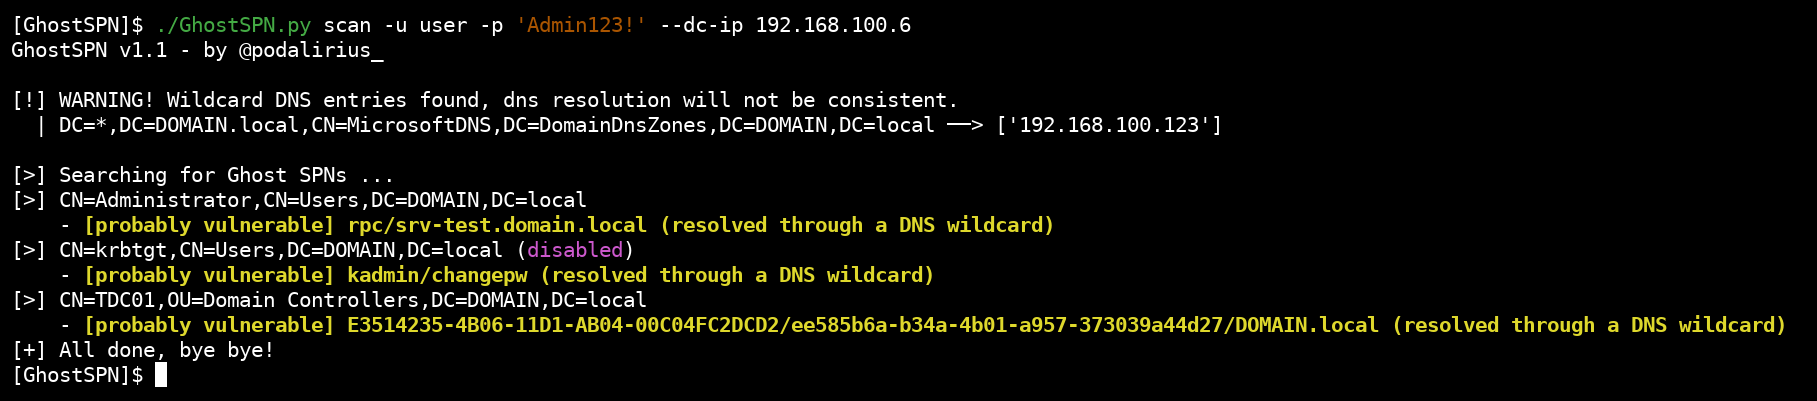 [GhostSPN]$ ./GhostSPN.py scan -u user -p 'Admin123!' --dc-ip 192.168.100.6
GhostSPN v1.1 - by @podalirius_

[!] WARNING! Wildcard DNS entries found, dns resolution will not be consistent.
  | DC=*,DC=DOMAIN.local,CN=MicrosoftDNS,DC=DomainDnsZones,DC=DOMAIN,DC=local ──> ['192.168.100.123']

[>] Searching for Ghost SPNs ...
[>] CN=Administrator,CN=Users,DC=DOMAIN,DC=local
    - [probably vulnerable] rpc/srv-test.domain.local (resolved through a DNS wildcard)
[>] CN=krbtgt,CN=Users,DC=DOMAIN,DC=local (disabled)
    - [probably vulnerable] kadmin/changepw (resolved through a DNS wildcard)
[>] CN=TDC01,OU=Domain Controllers,DC=DOMAIN,DC=local
    - [probably vulnerable] E3514235-4B06-11D1-AB04-00C04FC2DCD2/ee585b6a-b34a-4b01-a957-373039a44d27/DOMAIN.local (resolved through a DNS wildcard)
[+] All done, bye bye!
[GhostSPN]$